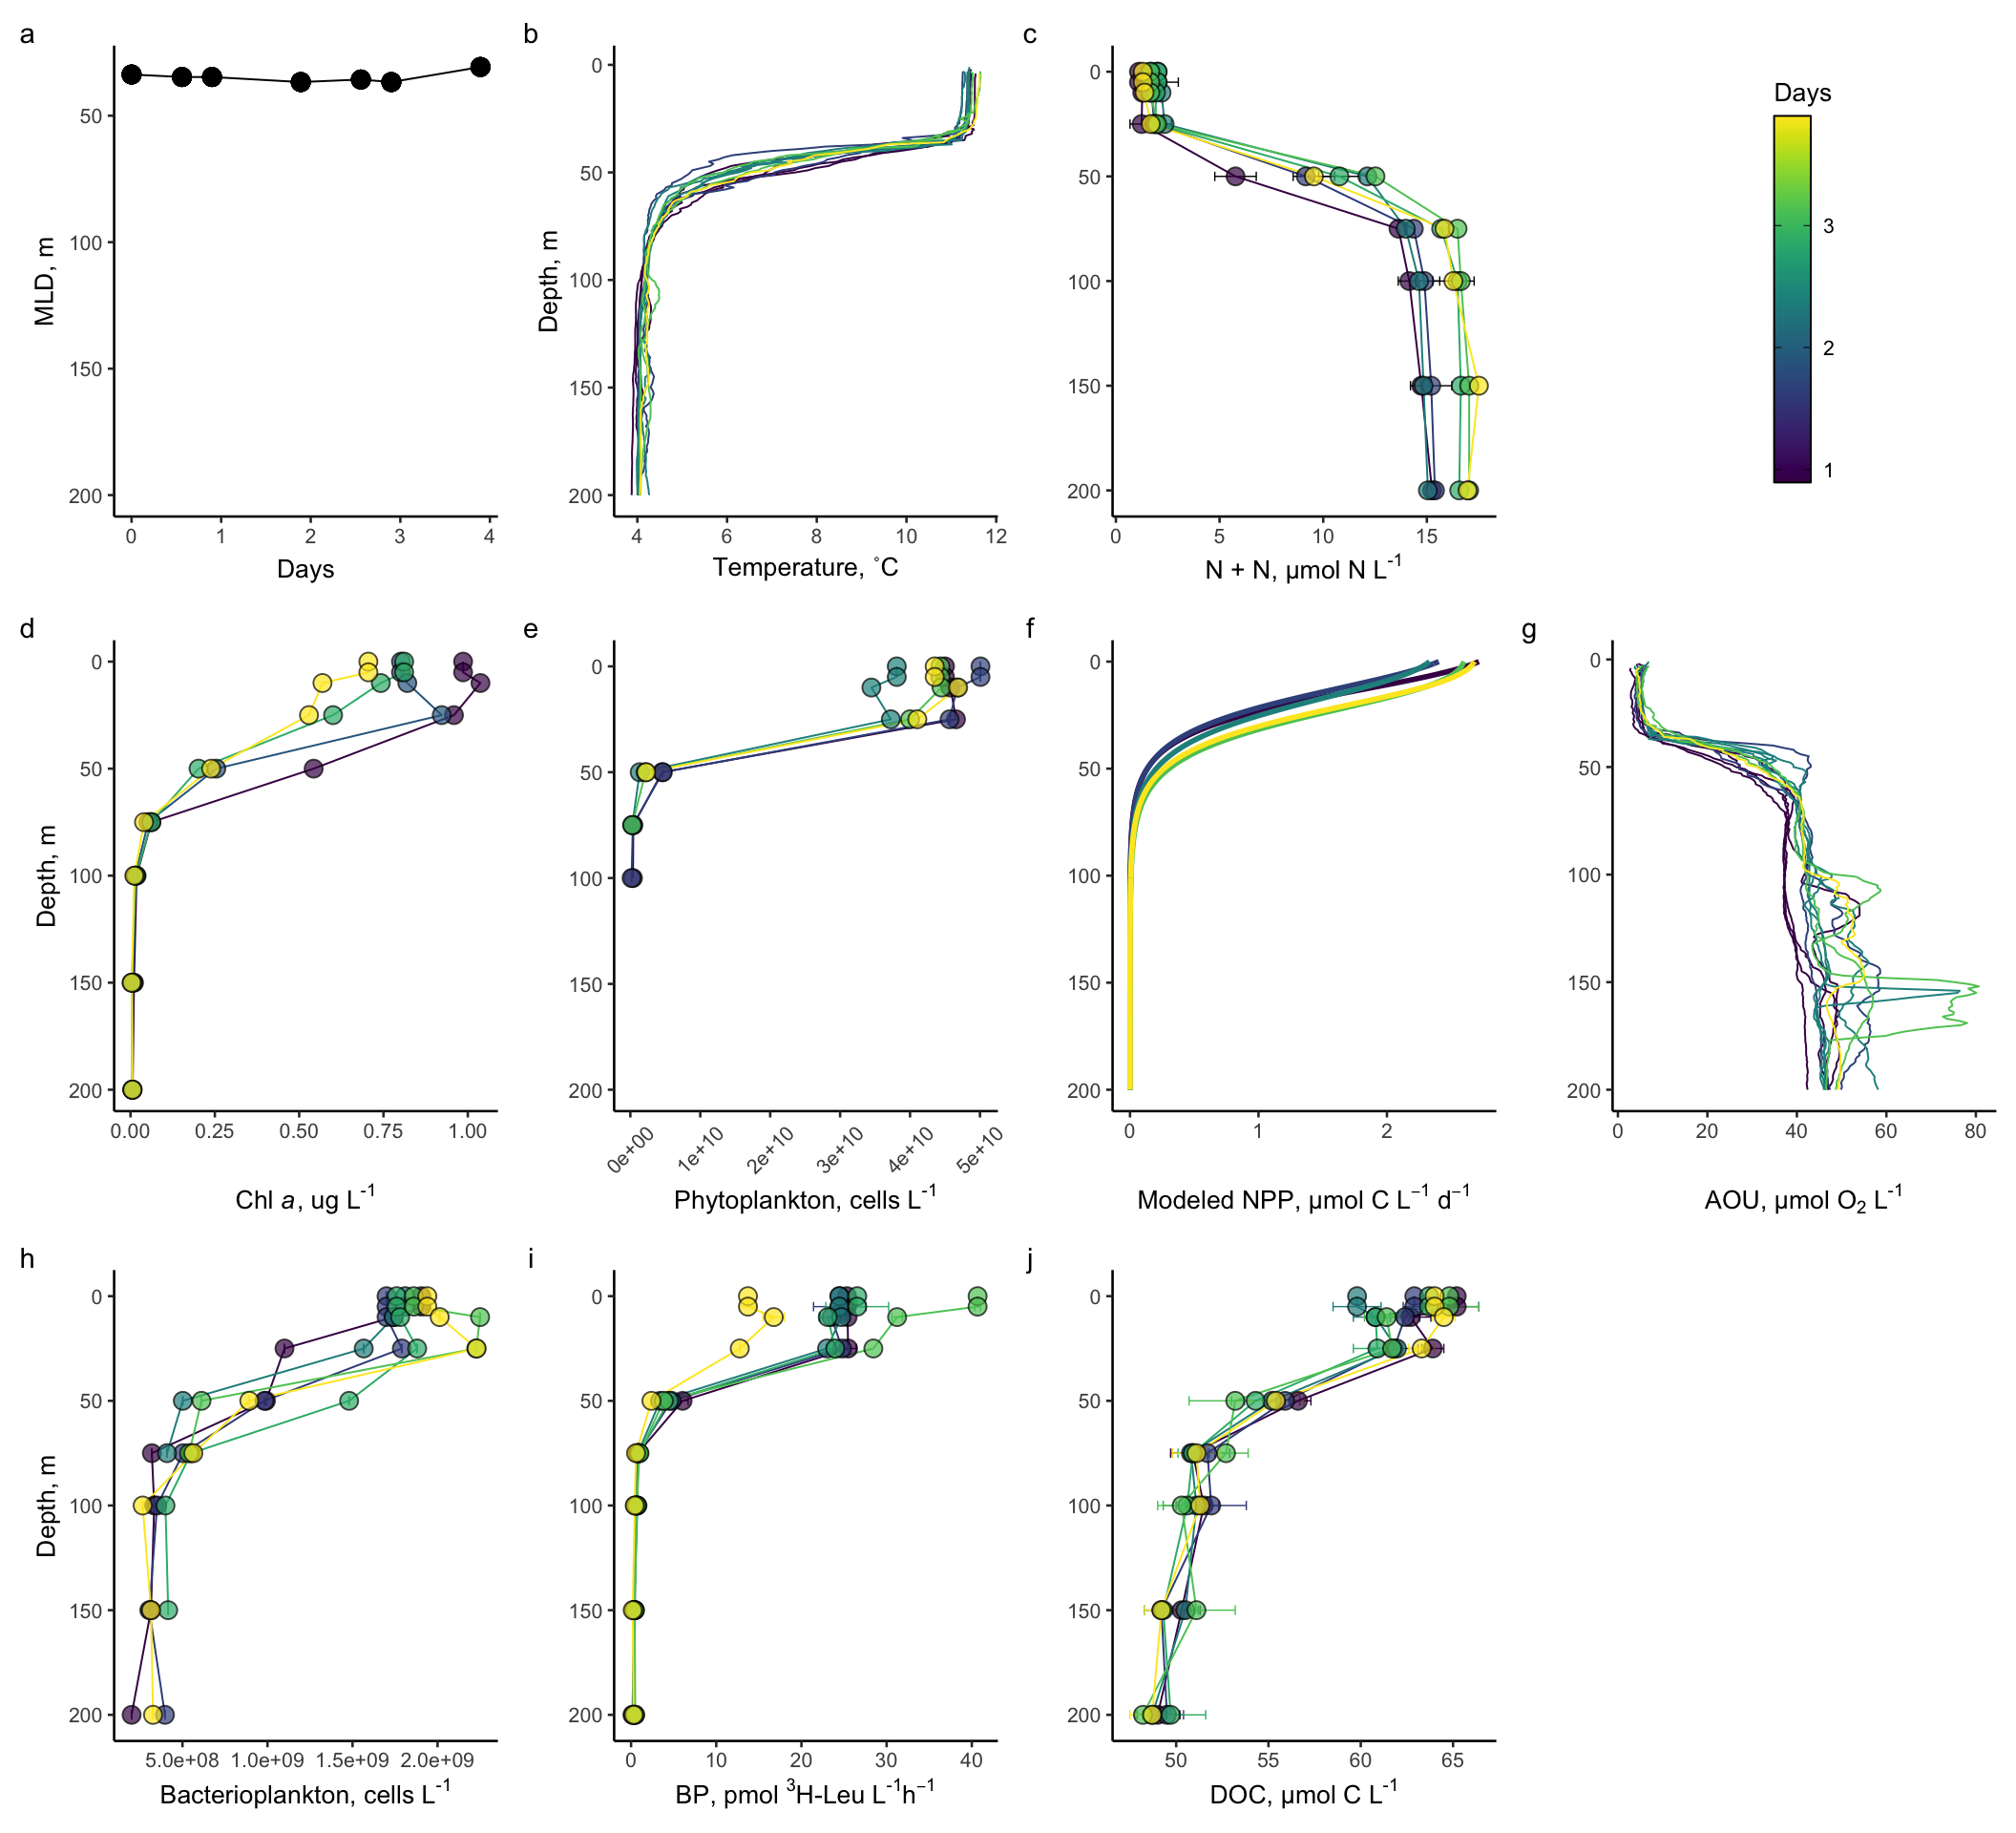 a
MLD, m
50
100
150
200
0 1 2 3 4
Days
b
Depth, m
0
50
100
150
200
4 6 8 10 12
Temperature, ˚C
c
0
50
100
150
200
0 5 10 15
N + N, µmol N L⁻¹
Days
3
2
1
d
Depth, m
0
50
100
150
200
0.00 0.25 0.50 0.75 1.00
Chl a, ug L⁻¹
e
0
50
100
150
200
0e+00 1e+10 2e+10 3e+10 4e+10 5e+10
Phytoplankton, cells L⁻¹
f
0
50
100
150
200
0 1 2
Modeled NPP, µmol C L⁻¹ d⁻¹
g
0
50
100
150
200
0 20 40 60 80
AOU, µmol O₂ L⁻¹
h
Depth, m
0
50
100
150
200
5.0e+08 1.0e+09 1.5e+09 2.0e+09
Bacterioplankton, cells L⁻¹
i
0
50
100
150
200
0 10 20 30 40
BP, pmol ³H-Leu L⁻¹h⁻¹
j
0
50
100
150
200
50 55 60 65
DOC, µmol C L⁻¹